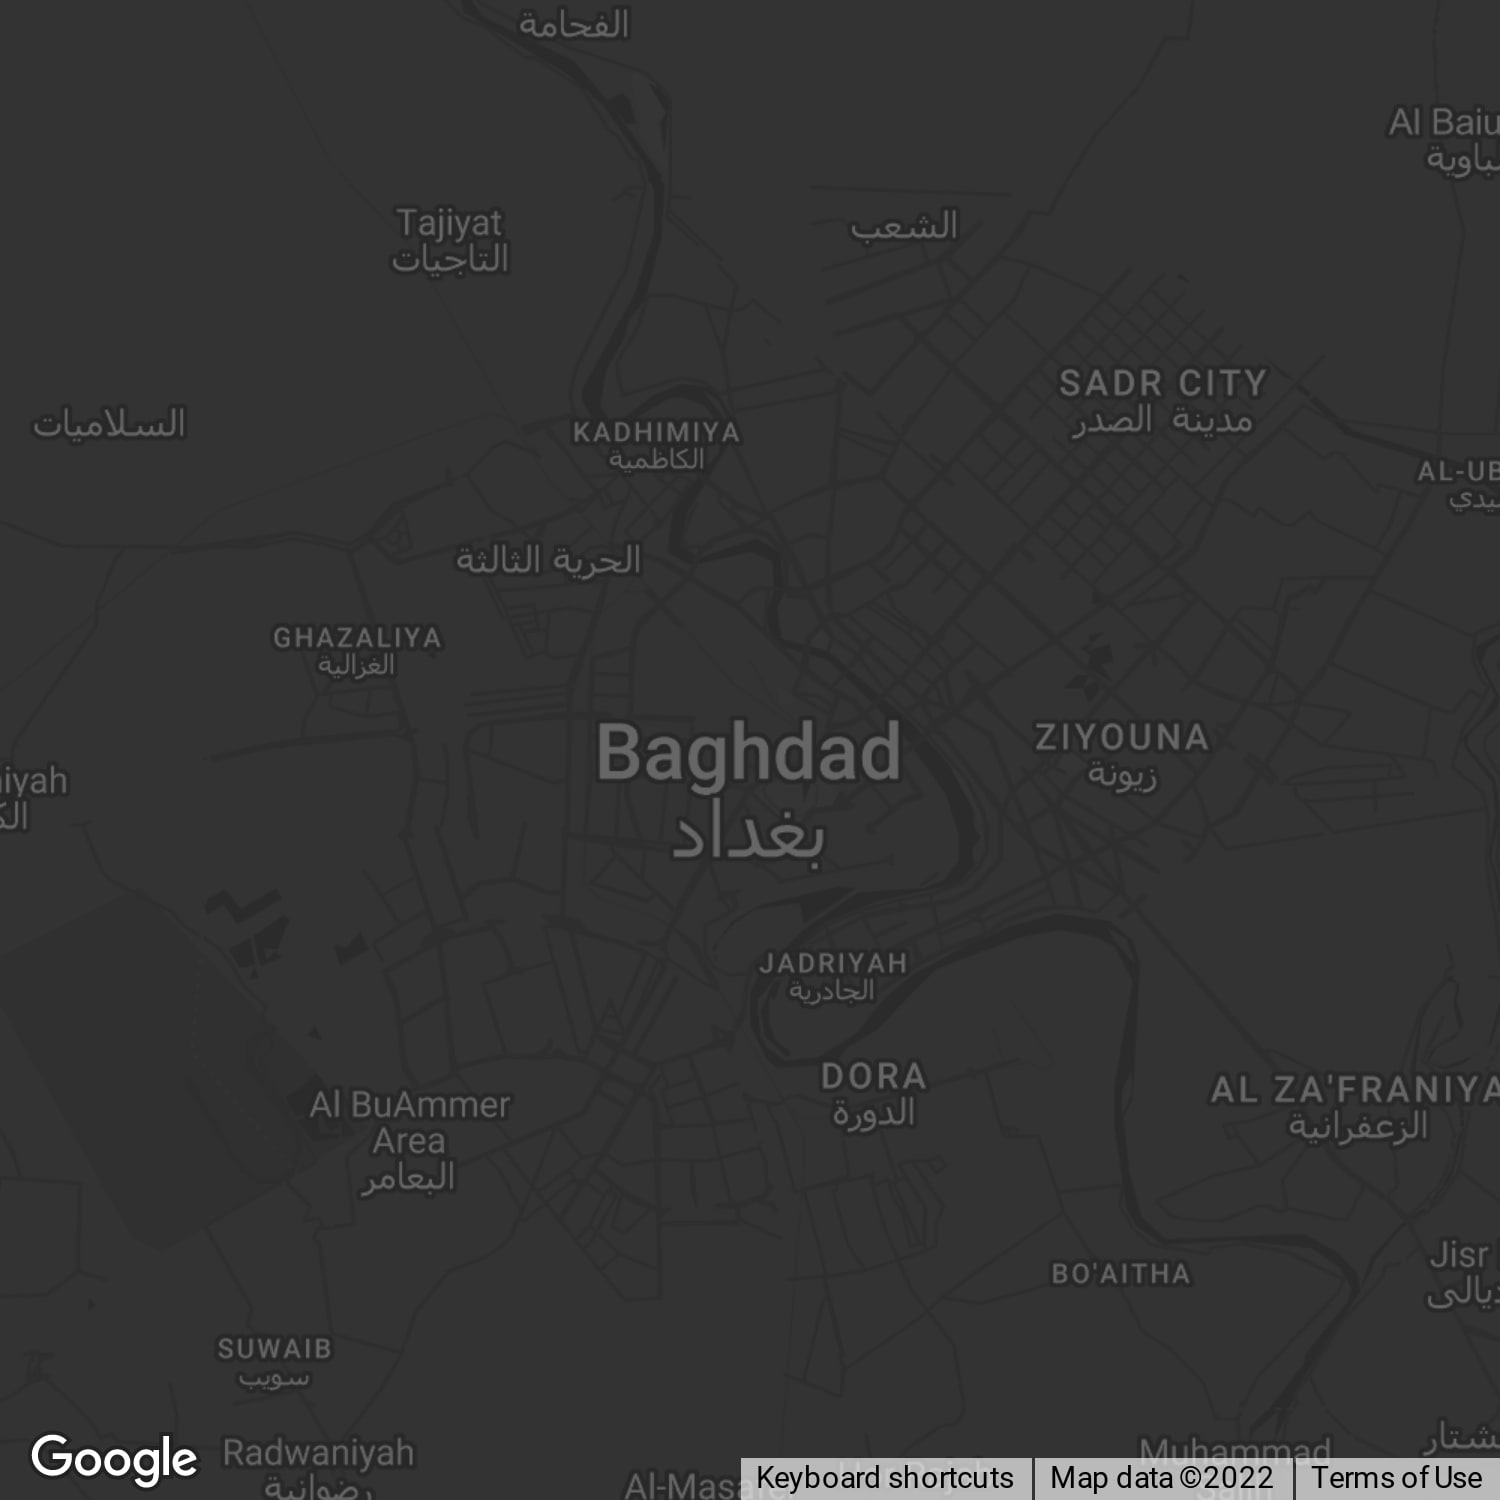 الفحامة
Al Baiu
باوية
Tajiyat
التاجيات
الشعب
SADR CITY
مدينة الصدر
السلاميات
KADHIMIYA
الكاظمية
AL-UB
يدي
الحرية الثالثة
GHAZALIYA
الغزالية
Baghdad
بغداد
ZIYOUNA
زيونة
iyah
JADRIYAH
الجادرية
DORA
الدورة
AL ZA'FRANIYA
الزعفرانية
Al BuAmmer
Area
البعامر
BO'AITHA
Jisr
ديالى
SUWAIB
سويب
Radwaniyah
رضوانية
Muhammad
شتار
Google
Keyboard shortcuts
Map data ©2022
Terms of Use